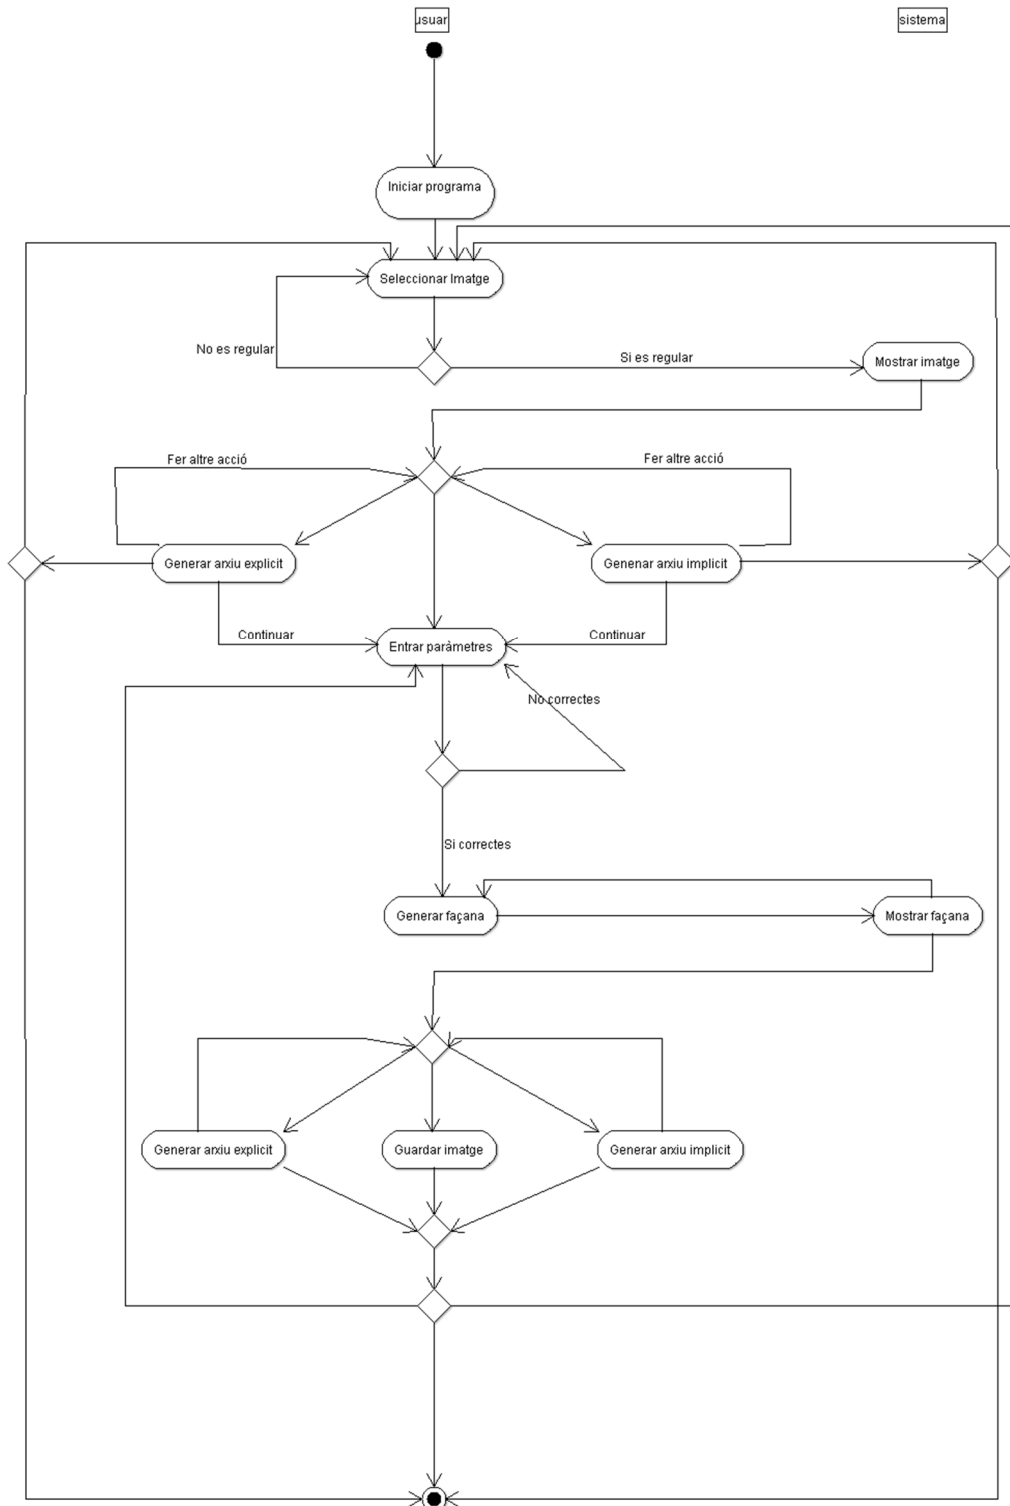 usuar
sistema
Iniciar programa
Seleccionar Imatge
No es regular
Si es regular
Mostrar imatge
Fer altre acció
Fer altre acció
Generar arxiu explicit
Genenar arxiu implicit
Continuar
Continuar
Entrar paràmetres
No correctes
Si correctes
Generar façana
Mostrar façana
Generar arxiu explicit
Guardar imatge
Generar arxiu implicit